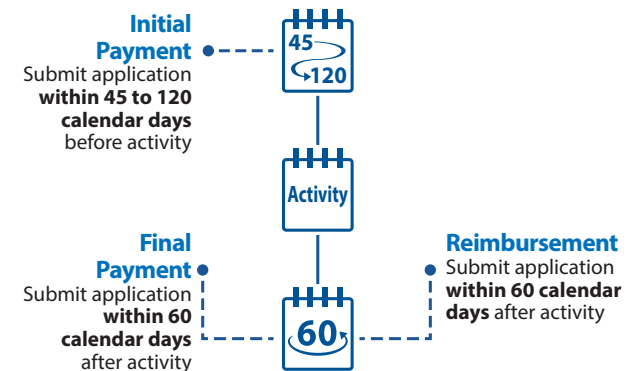 Initial
Payment
Submit application
within 45 to 120
calendar days
before activity
45
120
Activity
Final
Payment
Submit application
within 60
calendar days
after activity
60
Reimbursement
Submit application
within 60 calendar
days after activity